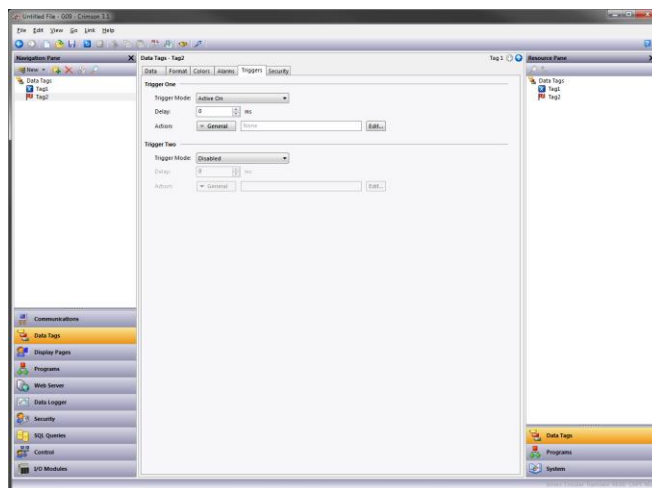 Untitled File - G09 - Crimson 3.1
File Edit View Go Link Help
Navigation Pane
New
Data Tags
Tag1
Tag2
Communications
Data Tags
Display Pages
Programs
Web Server
Data Logger
Security
SQL Queries
Control
I/O Modules
Data Tags - Tag2
Tag 1
Data Format Colors Alarms Triggers Security
Trigger One
Trigger Mode: Active On
Delay: 0 ms
Action: General None Edit...
Trigger Two
Trigger Mode: Disabled
Delay: 0 ms
Action: General Edit...
Resource Pane
Data Tags
Tag1
Tag2
Data Tags
Programs
System